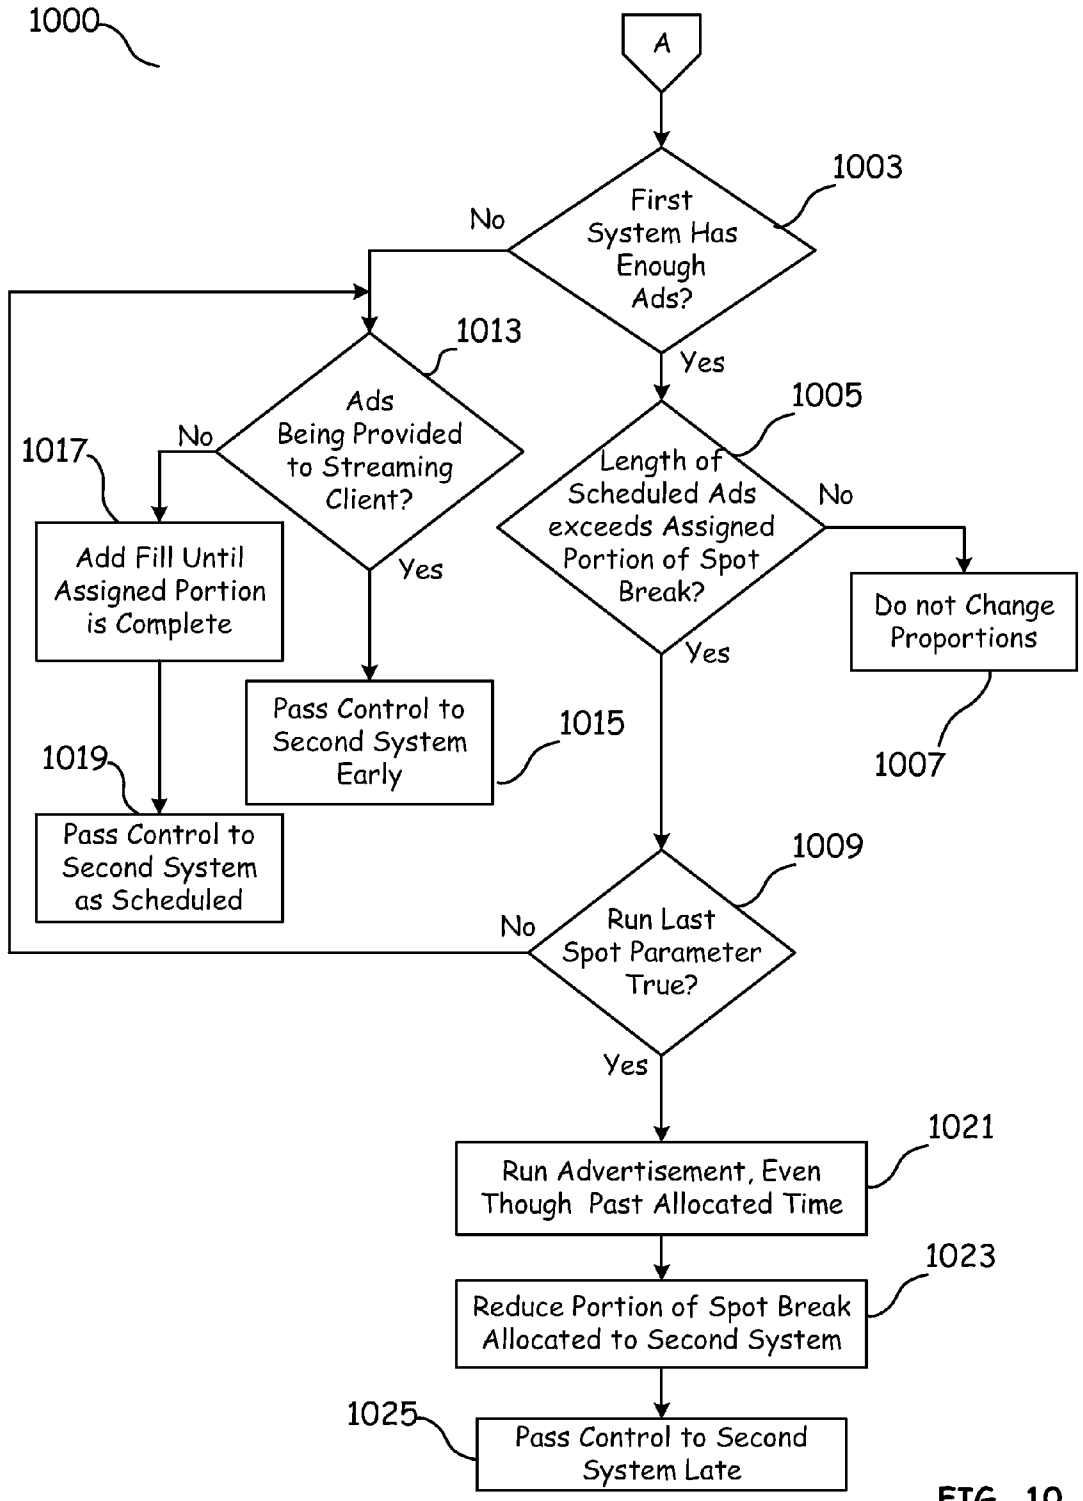 1000
A
1003
First
System Has
Enough
Ads?
No
Yes
1013
Ads
Being Provided
to Streaming
Client?
No
Yes
1005
Length of
Scheduled Ads
exceeds Assigned
Portion of Spot
Break?
No
Yes
1017
Add Fill Until
Assigned Portion
is Complete
Do not Change
Proportions
1007
Pass Control to
Second System
Early
1015
1019
Pass Control to
Second System
as Scheduled
1009
Run Last
Spot Parameter
True?
No
Yes
1021
Run Advertisement, Even
Though Past Allocated Time
1023
Reduce Portion of Spot Break
Allocated to Second System
1025
Pass Control to Second
System Late
FIG. 10